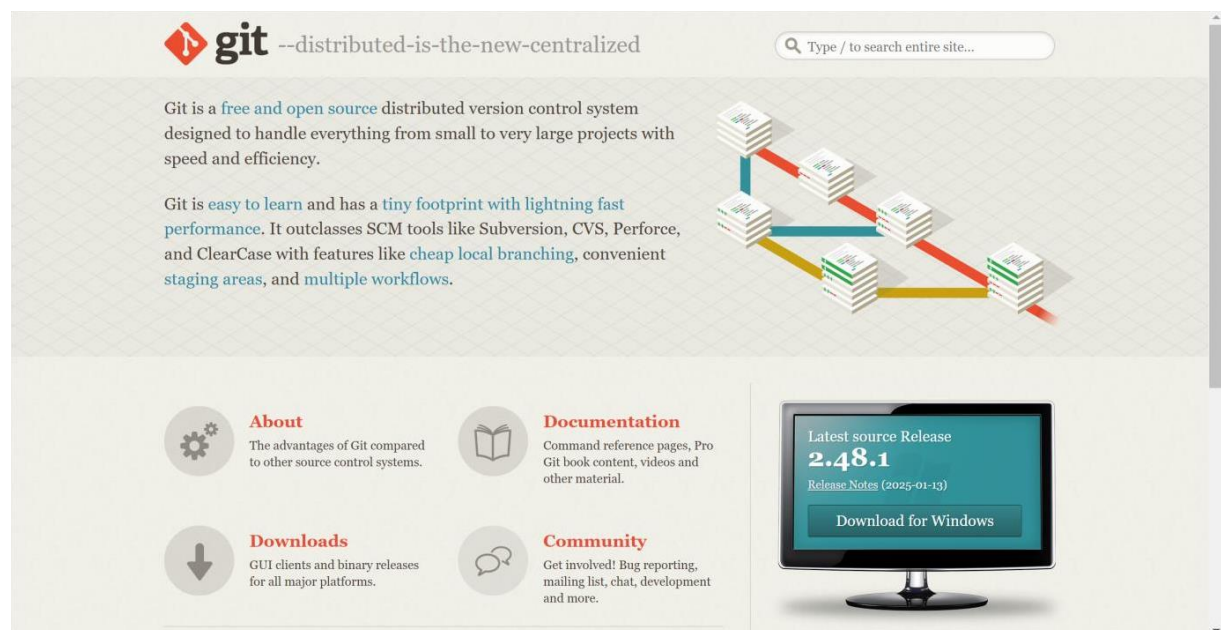 git --distributed-is-the-new-centralized
Type / to search entire site...
Git is a free and open source distributed version control system
designed to handle everything from small to very large projects with
speed and efficiency.
Git is easy to learn and has a tiny footprint with lightning fast
performance. It outclasses SCM tools like Subversion, CVS, Perforce,
and ClearCase with features like cheap local branching, convenient
staging areas, and multiple workflows.
About
The advantages of Git compared
to other source control systems.
Documentation
Command reference pages, Pro
Git book content, videos and
other material.
Downloads
GUI clients and binary releases
for all major platforms.
Community
Get involved! Bug reporting,
mailing list, chat, development
and more.
Latest source Release
2.48.1
Release Notes (2025-01-13)
Download for Windows